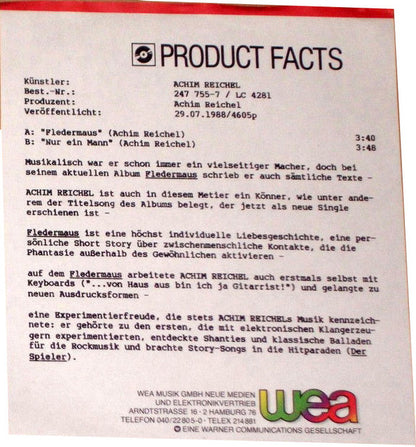 PRODUCT FACTS
Künstler: ACHIM REICHEL
Best.-Nr.: 247 755-7 / LC 4281
Produzent: Achim Reichel
Veröffentlicht: 29.07.1988/4605p
A: "Fledermaus" (Achim Reichel) 3:40
B: "Nur ein Mann" (Achim Reichel) 3:48
Musikalisch war er schon immer ein vielseitiger Macher, doch bei
seinem aktuellen Album Fledermaus schrieb er auch sämtliche Texte -
ACHIM REICHEL ist auch in diesem Metier ein Könner, wie unter ande-
rem der Titelsong des Albums belegt, der jetzt als neue Single
erschienen ist -
Fledermaus ist eine höchst individuelle Liebesgeschichte, eine per-
sönliche Short Story über zwischenmenschliche Kontakte, die die
Phantasie außerhalb des Gewöhnlichen aktivieren -
auf dem Fledermaus arbeitete ACHIM REICHEL auch erstmals selbst mit
Keyboards ("...von Haus aus bin ich ja Gitarrist!") und gelangte zu
neuen Ausdrucksformen -
eine Experimentierfreude, die stets ACHIM REICHELs Musik kennzeich-
nete: er gehörte zu den ersten, die mit elektronischen Klangerzeu-
gern experimentierten, entdeckte Shanties und klassische Balladen
für die Rockmusik und brachte Story-Songs in die Hitparaden (Der
Spieler).
WEA MUSIK GMBH NEUE MEDIEN
UND ELEKTRONIKVERTRIEB
ARNDTSTRASSE 16 · 2 HAMBURG 76
TELEFON 040/22 80 5-0 · TELEX 214 881
EINE WARNER COMMUNICATIONS GESELLSCHAFT
wea